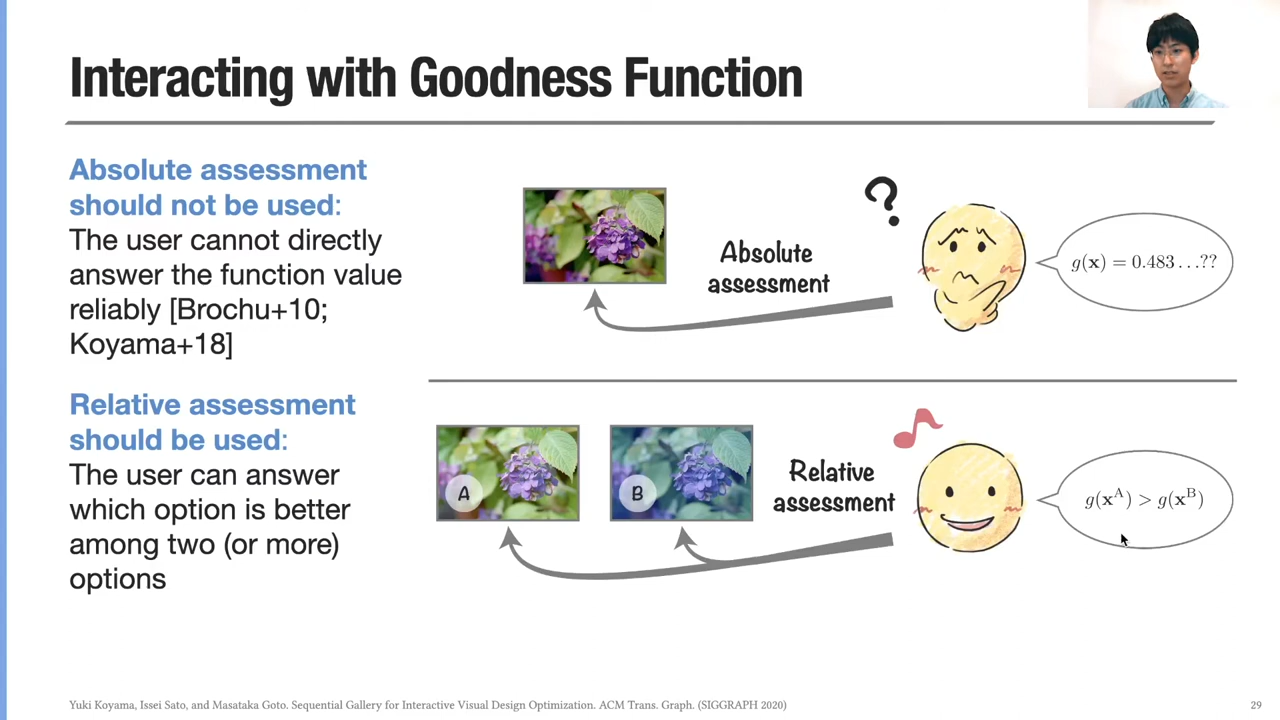 Interacting with Goodness Function
Absolute assessment
should not be used:
The user cannot directly
answer the function value
reliably [Brochu+10;
Koyama+18]
?
Absolute
assessment
g(x) = 0.483...??
Relative assessment
should be used:
The user can answer
which option is better
among two (or more)
options
A
B
Relative
assessment
g(x^A) > g(x^B)
Yuki Koyama, Issei Sato, and Masataka Goto. Sequential Gallery for Interactive Visual Design Optimization. ACM Trans. Graph. (SIGGRAPH 2020)
29